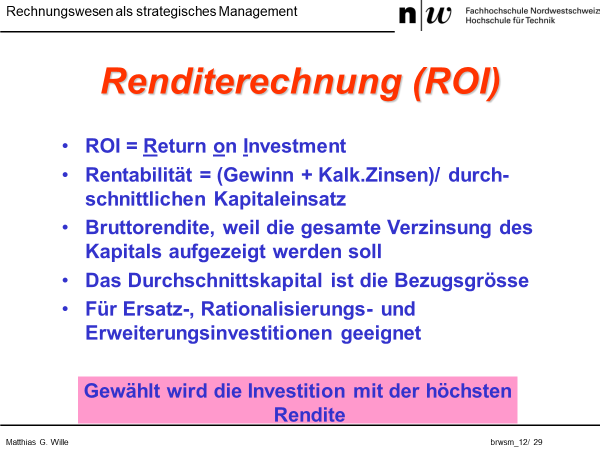 Rechnungswesen als strategisches Management
n|w Fachhochschule Nordwestschweiz
Hochschule für Technik
Renditerechnung (ROI)
• ROI = Return on Investment
• Rentabilität = (Gewinn + Kalk.Zinsen)/ durch-
schnittlichen Kapitaleinsatz
• Bruttorendite, weil die gesamte Verzinsung des
Kapitals aufgezeigt werden soll
• Das Durchschnittskapital ist die Bezugsgrösse
• Für Ersatz-, Rationalisierungs- und
Erweiterungsinvestitionen geeignet
Gewählt wird die Investition mit der höchsten
Rendite
Matthias G. Wille
brwsm_12/ 29